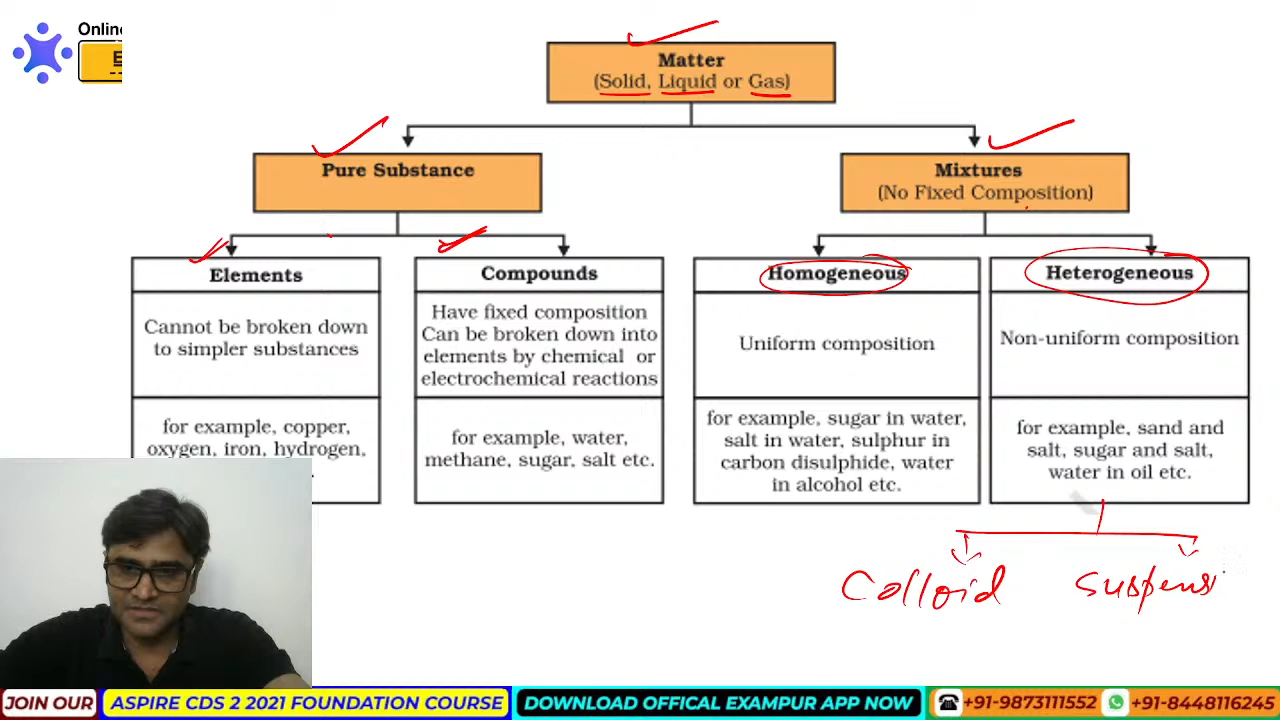 Online
Matter
(Solid, Liquid or Gas)
Pure Substance
Mixtures
(No Fixed Composition)
Elements
Compounds
Homogeneous
Heterogeneous
Cannot be broken down
to simpler substances
Have fixed composition
Can be broken down into
elements by chemical or
electrochemical reactions
Uniform composition
Non-uniform composition
for example, copper,
oxygen, iron, hydrogen,
for example, water,
methane, sugar, salt etc.
for example, sugar in water,
salt in water, sulphur in
carbon disulphide, water
in alcohol etc.
for example, sand and
salt, sugar and salt,
water in oil etc.
Colloid
Suspens
JOIN OUR
ASPIRE CDS 2 2021 FOUNDATION COURSE
DOWNLOAD OFFICAL EXAMPUR APP NOW
+91-9873111552
+91-8448116245